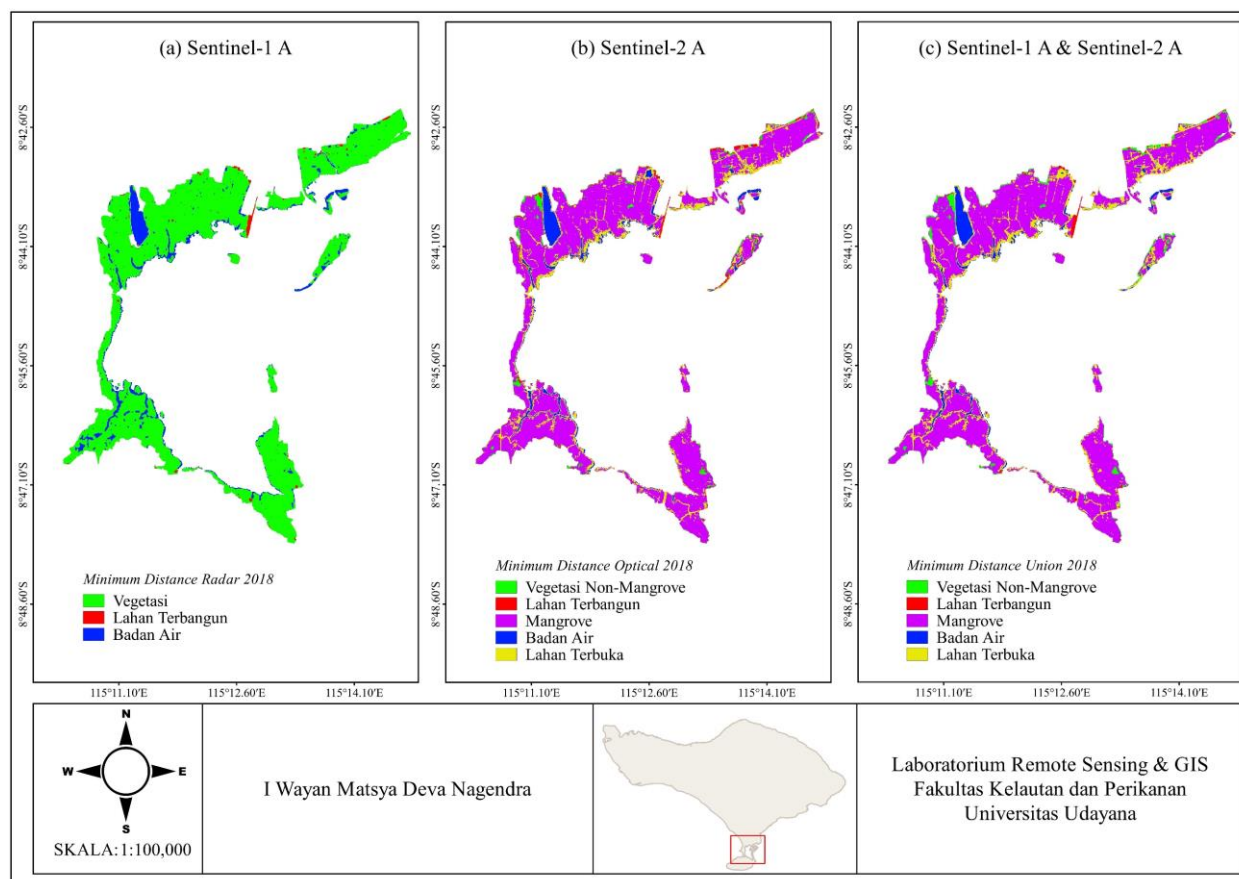 (a) Sentinel-1 A
8°42.60'S
8°44.10'S
8°45.60'S
8°47.10'S
8°48.60'S
Minimum Distance Radar 2018
Vegetasi
Lahan Terbangun
Badan Air
115°11.10'E
115°12.60'E
115°14.10'E
(b) Sentinel-2 A
8°42.60'S
8°44.10'S
8°45.60'S
8°47.10'S
8°48.60'S
Minimum Distance Optical 2018
Vegetasi Non-Mangrove
Lahan Terbangun
Mangrove
Badan Air
Lahan Terbuka
115°11.10'E
115°12.60'E
115°14.10'E
(c) Sentinel-1 A & Sentinel-2 A
8°42.60'S
8°44.10'S
8°45.60'S
8°47.10'S
8°48.60'S
Minimum Distance Union 2018
Vegetasi Non-Mangrove
Lahan Terbangun
Mangrove
Badan Air
Lahan Terbuka
115°11.10'E
115°12.60'E
115°14.10'E
N
W
E
S
SKALA:1:100,000
I Wayan Matsya Deva Nagendra
Laboratorium Remote Sensing & GIS
Fakultas Kelautan dan Perikanan
Universitas Udayana